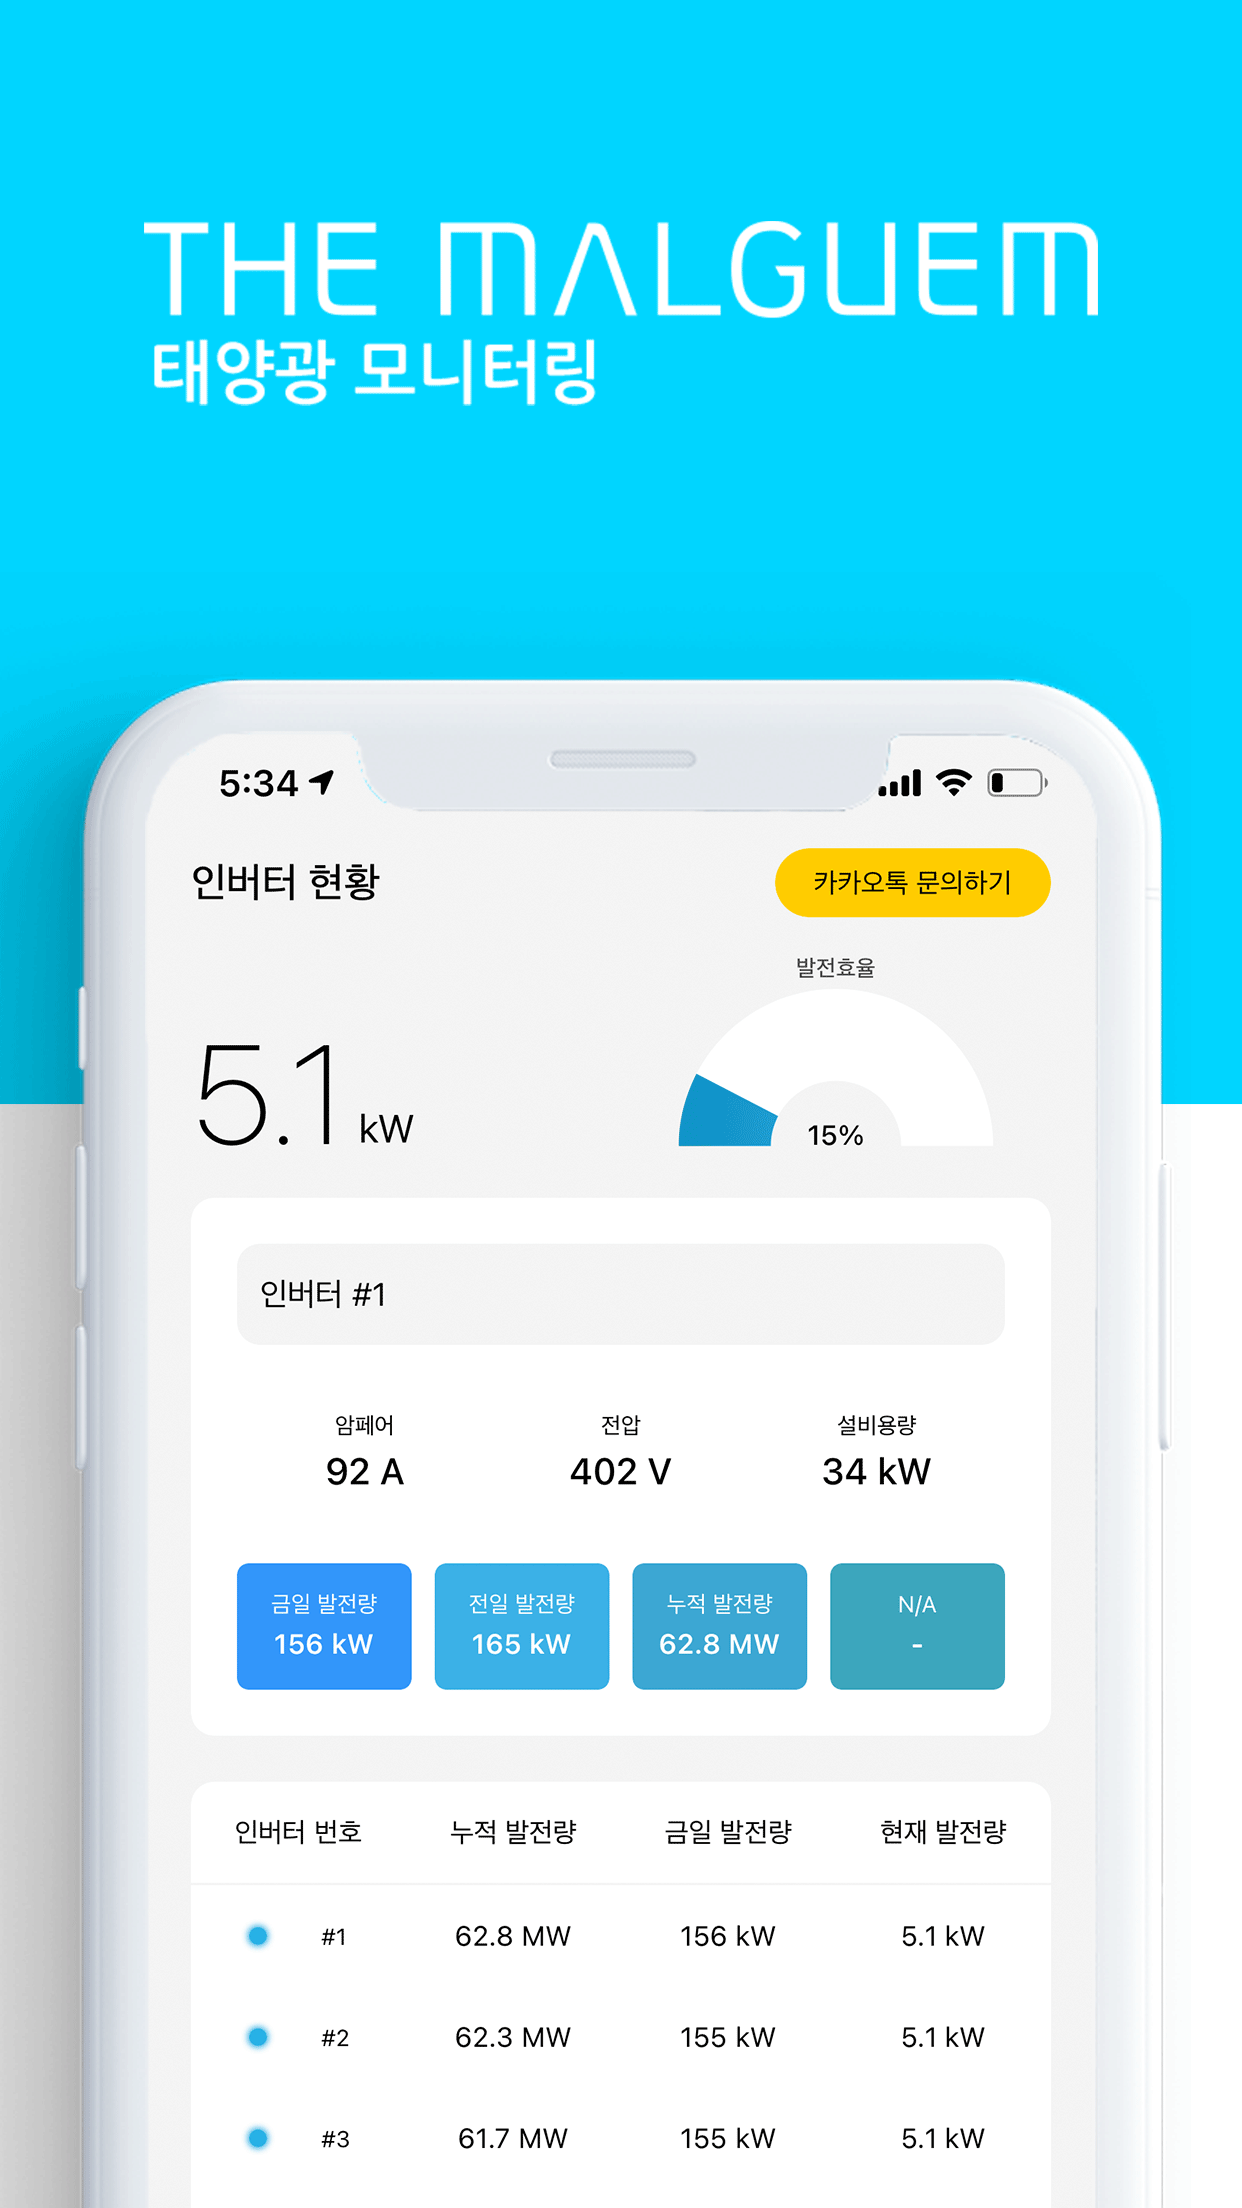 THE MALGUEM
태양광 모니터링
5:34
인버터 현황
카카오톡 문의하기
발전효율
5.1 kW
15%
인버터 #1
암페어 전압 설비용량
92 A 402 V 34 kW
금일 발전량 전일 발전량 누적 발전량 N/A
156 kW 165 kW 62.8 MW -
인버터 번호 누적 발전량 금일 발전량 현재 발전량
#1 62.8 MW 156 kW 5.1 kW
#2 62.3 MW 155 kW 5.1 kW
#3 61.7 MW 155 kW 5.1 kW